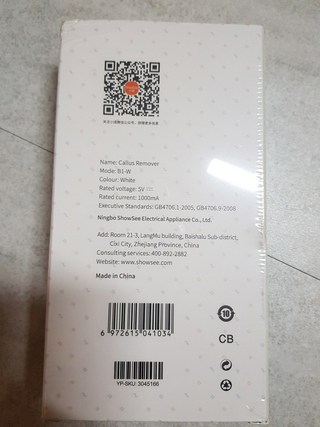 Name: Callus Remover
Mode: B1-W
Colour: White
Rated voltage: 5V
Rated current: 1000mA
Executive Standards: GB4706.1-2005, GB4706.9-2008
Ningbo ShowSee Electrical Appliance Co., Ltd.
Add: Room 21-3, LangMu building, Baishalu Sub-district,
Cixi City, Zhejiang Province, China
Consulting services: 400-892-2882
Website: www.showsee.com
Made in China
6 972615 041034
10
CB
YP-SKU: 3045166